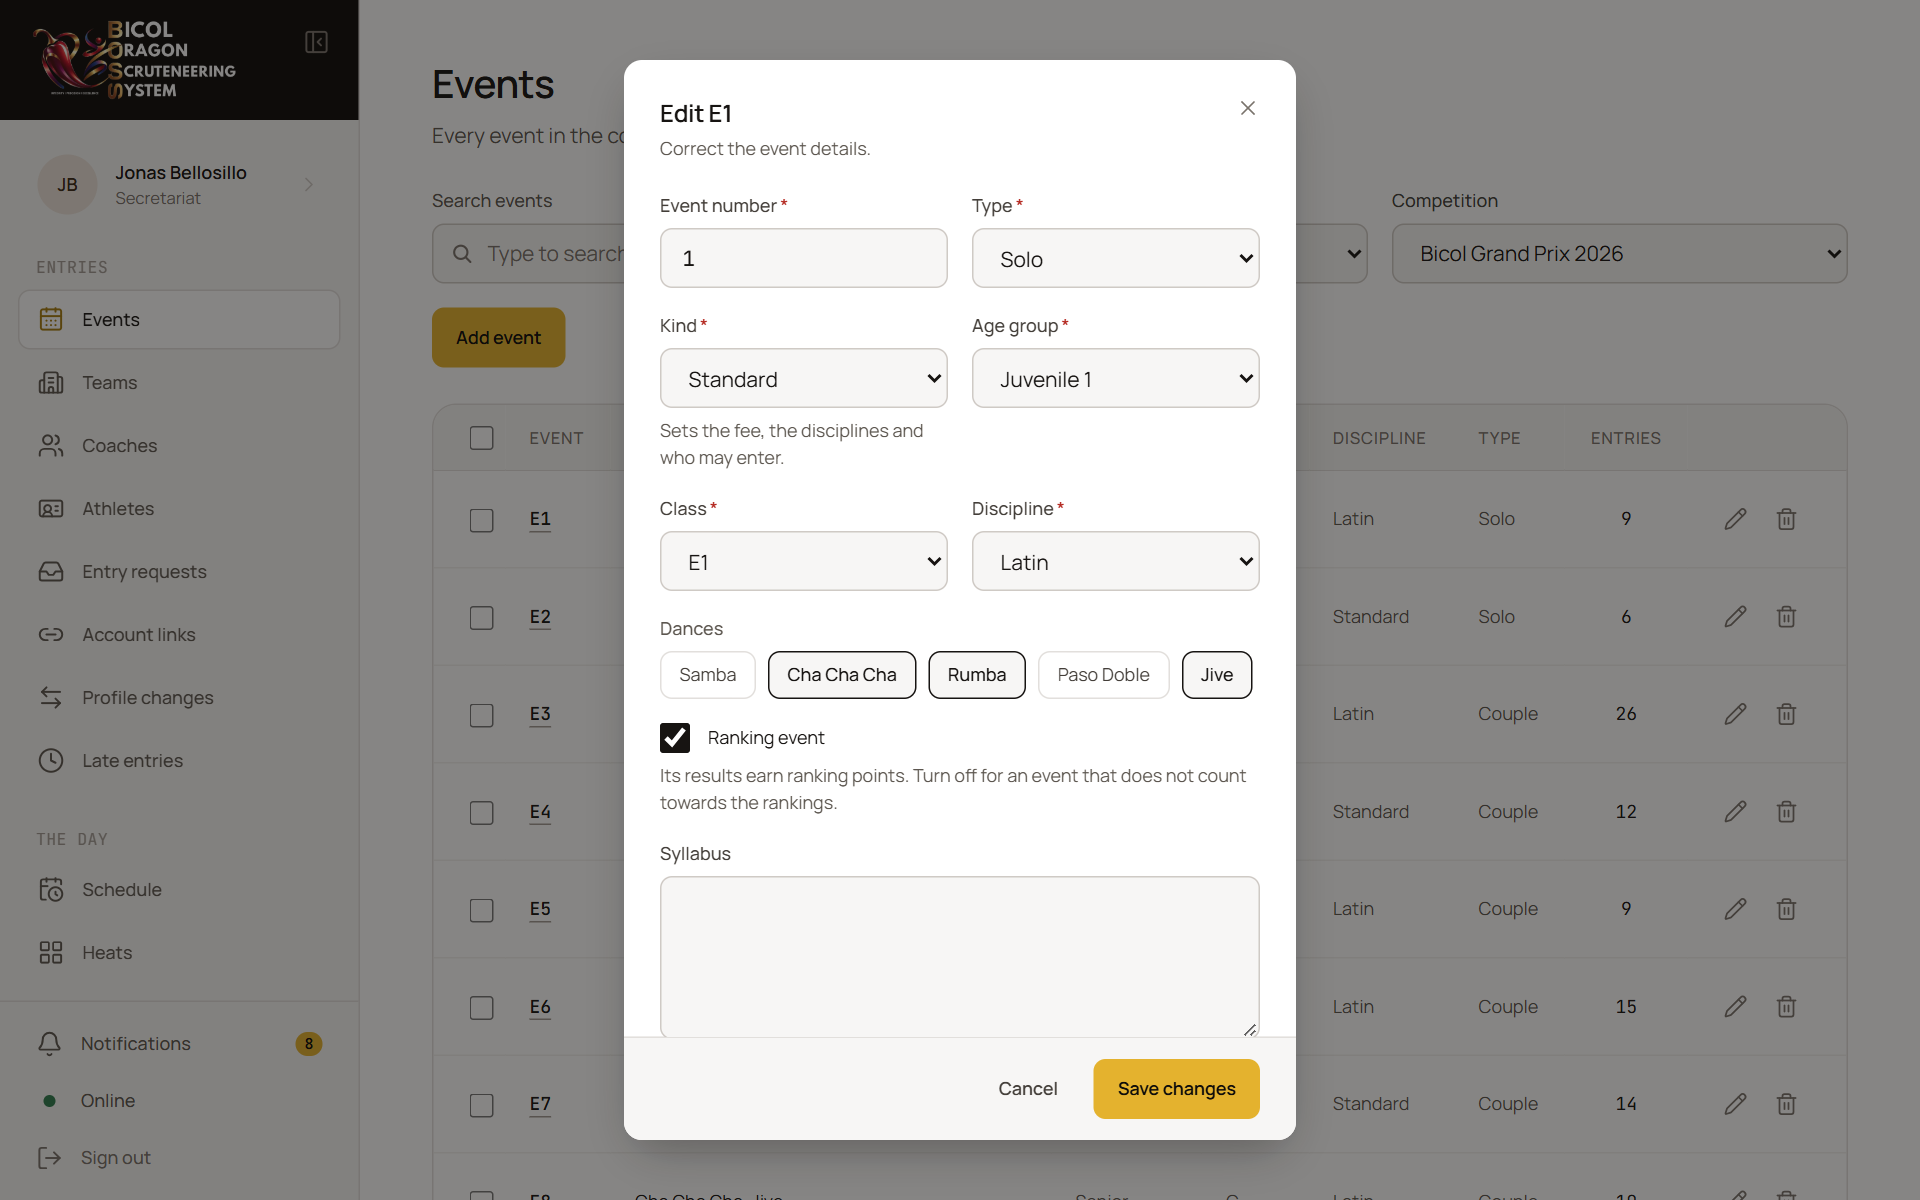 BICOL
DRAGON
SCRUTENEERING
SYSTEM
JB
Jonas Bellosillo
Secretariat
ENTRIES
Events
Teams
Coaches
Athletes
Entry requests
Account links
Profile changes
Late entries
THE DAY
Schedule
Heats
Notifications
8
Online
Sign out
Events
Every event in the co
Search events
Type to search
Competition
Bicol Grand Prix 2026
Add event
EVENT DISCIPLINE TYPE ENTRIES
E1 Latin Solo 9
E2 Standard Solo 6
E3 Latin Couple 26
E4 Standard Couple 12
E5 Latin Couple 9
E6 Latin Couple 15
E7 Standard Couple 14
Edit E1
Correct the event details.
Event number *
1
Type *
Solo
Kind *
Standard
Sets the fee, the disciplines and
who may enter.
Age group *
Juvenile 1
Class *
E1
Discipline *
Latin
Dances
Samba Cha Cha Cha Rumba Paso Doble Jive
Ranking event
Its results earn ranking points. Turn off for an event that does not count
towards the rankings.
Syllabus
Cancel
Save changes